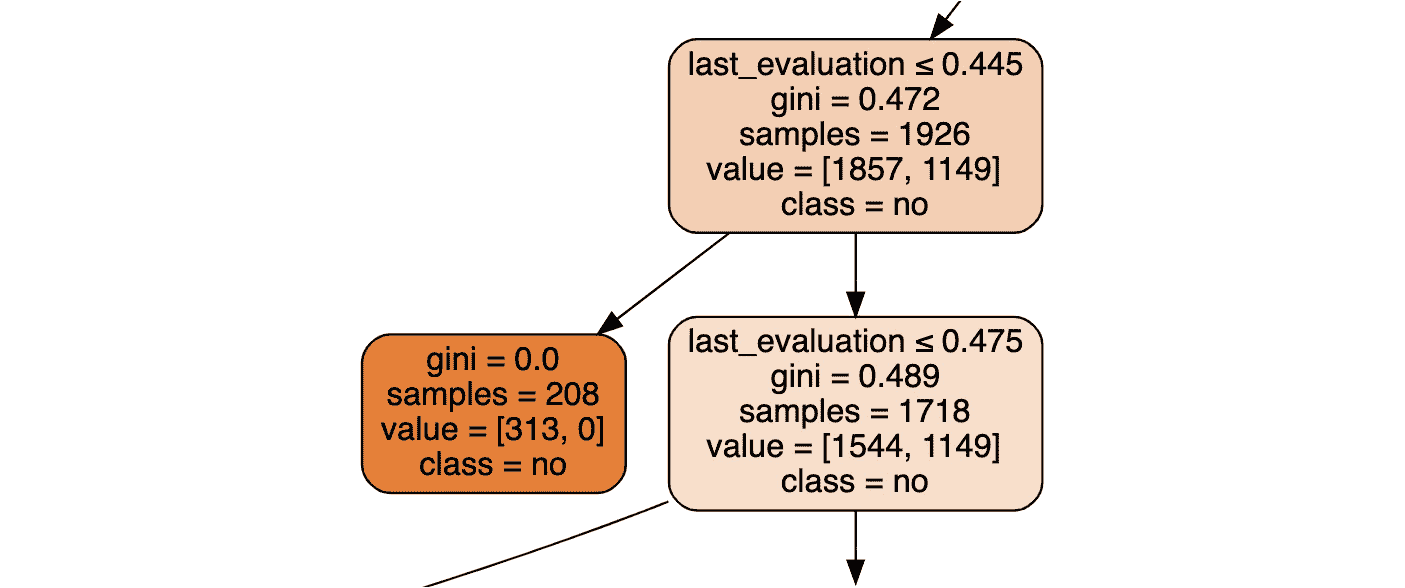 last_evaluation ≤ 0.445
gini = 0.472
samples = 1926
value = [1857, 1149]
class = no
gini = 0.0
samples = 208
value = [313, 0]
class = no
last_evaluation ≤ 0.475
gini = 0.489
samples = 1718
value = [1544, 1149]
class = no